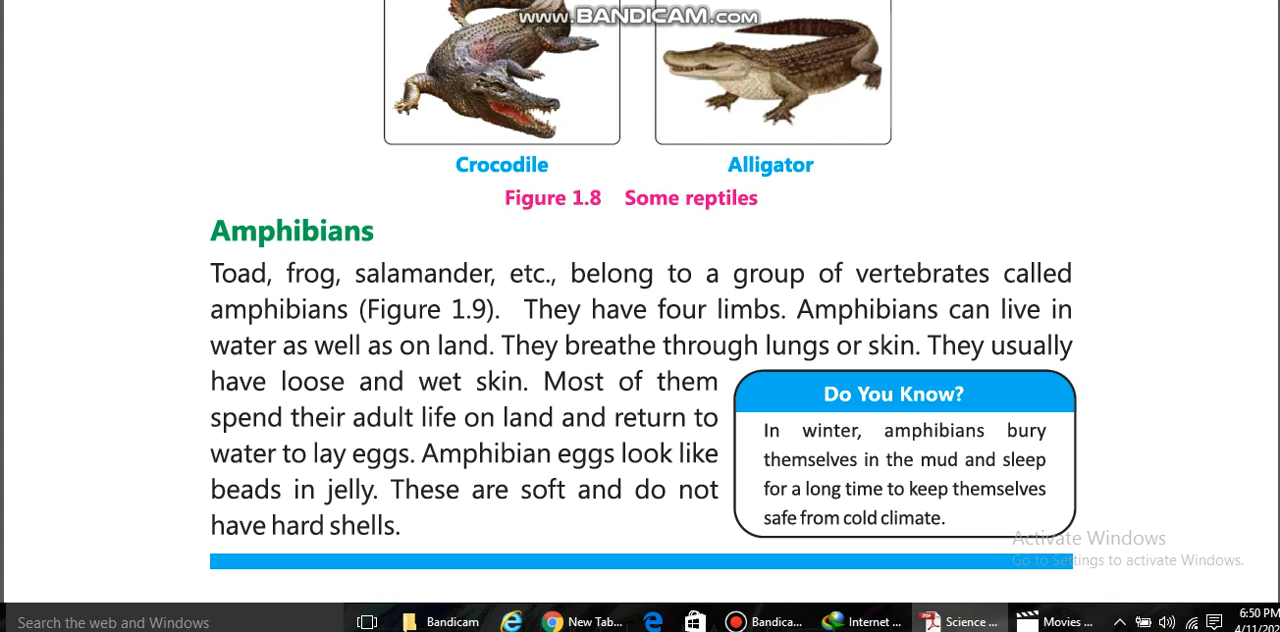 www.BANDICAM.com
Crocodile
Alligator
Figure 1.8 Some reptiles
Amphibians
Toad, frog, salamander, etc., belong to a group of vertebrates called
amphibians (Figure 1.9). They have four limbs. Amphibians can live in
water as well as on land. They breathe through lungs or skin. They usually
have loose and wet skin. Most of them
spend their adult life on land and return to
water to lay eggs. Amphibian eggs look like
beads in jelly. These are soft and do not
have hard shells.
Do You Know?
In winter, amphibians bury
themselves in the mud and sleep
for a long time to keep themselves
safe from cold climate.
Activate Windows
Go to Settings to activate Windows.
Search the web and Windows
Bandicam
New Tab...
Bandica...
Internet ...
Science ...
Movies ...
6:50 PM